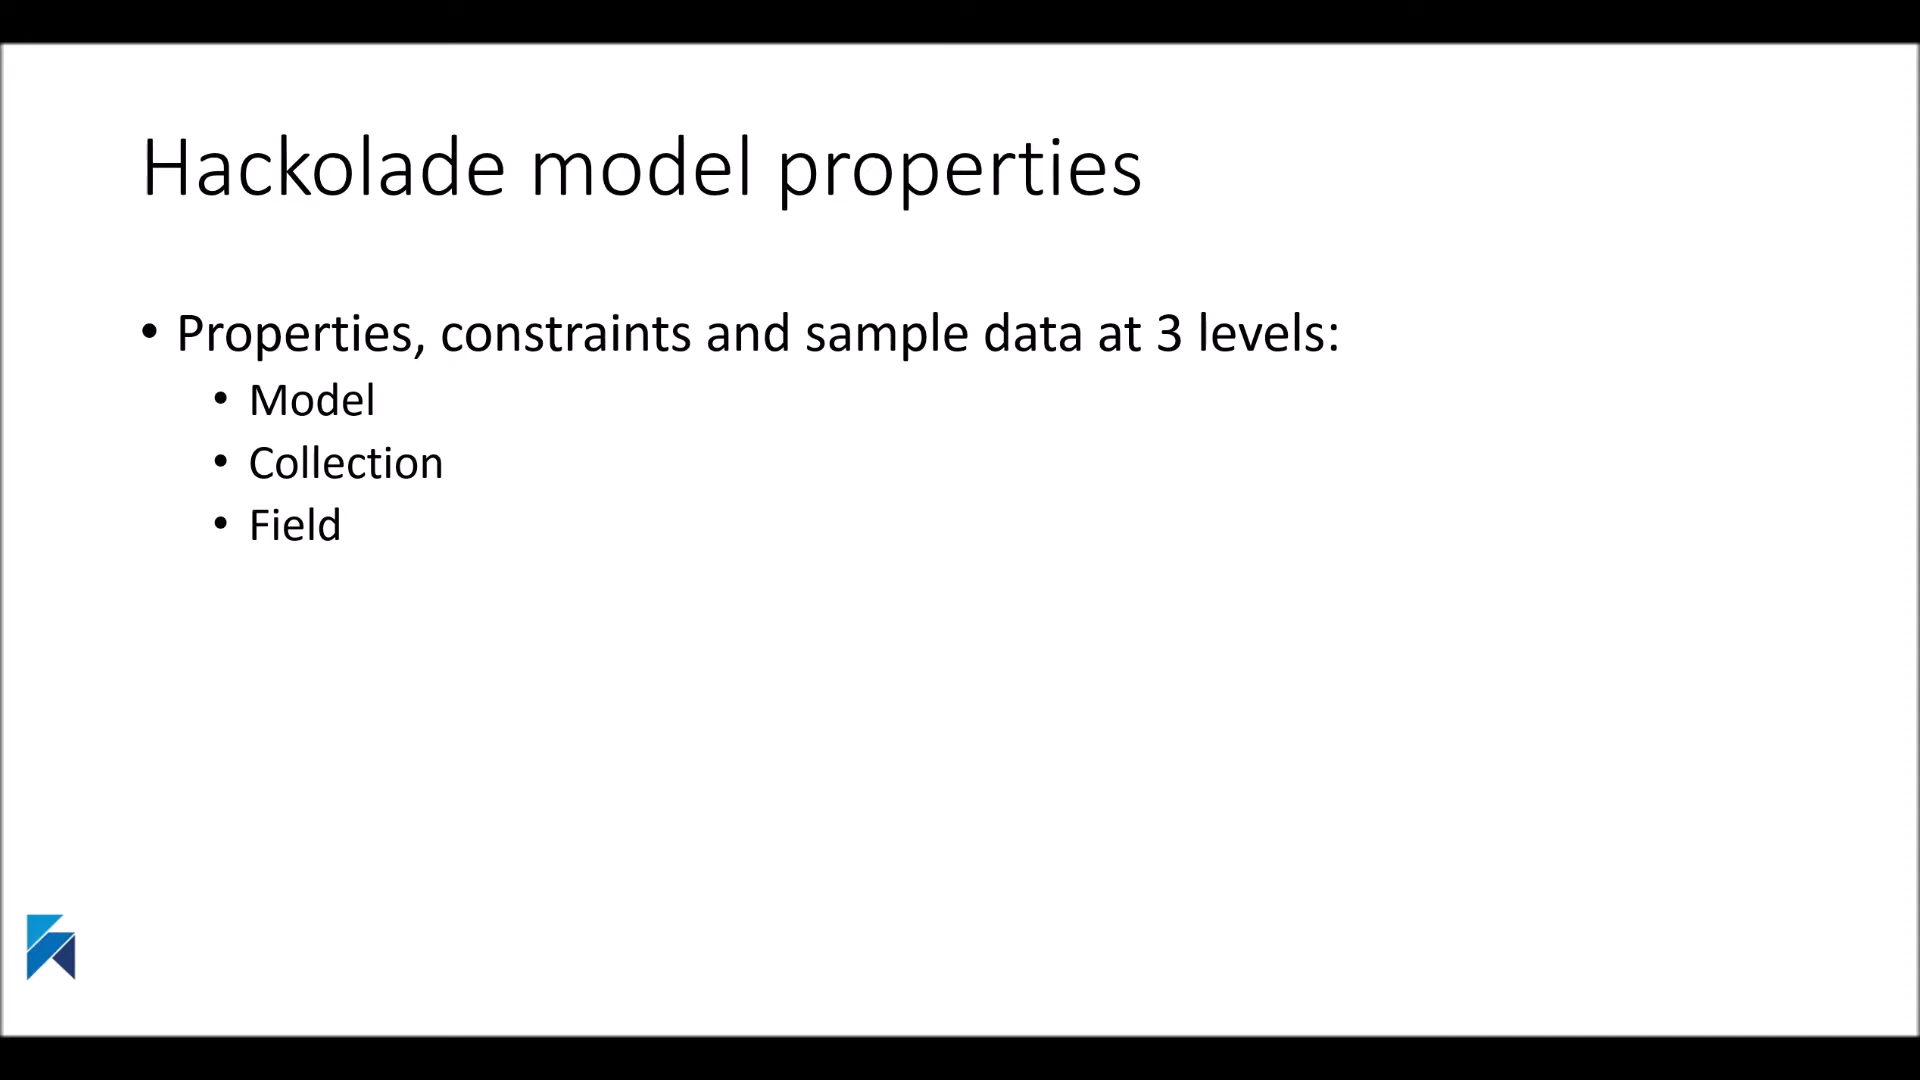 Hackolade model properties
• Properties, constraints and sample data at 3 levels:
• Model
• Collection
• Field